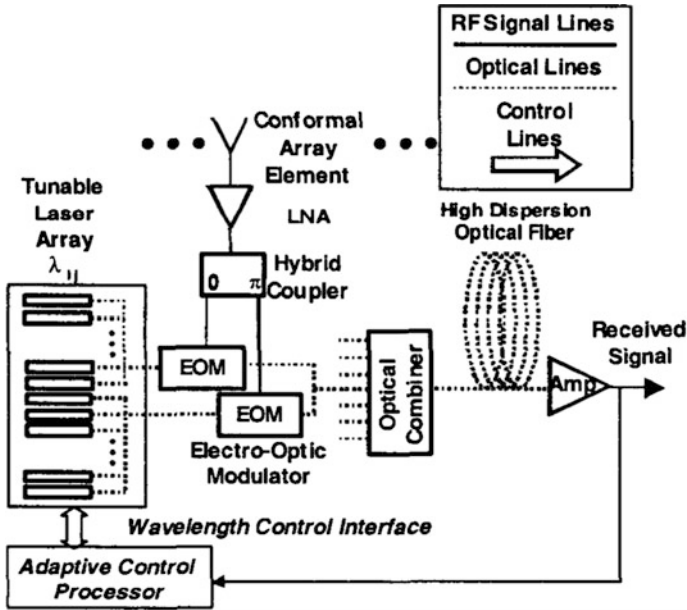 RF Signal Lines
Optical Lines
Control
Lines
Conformal
Array
Element
Tunable
Laser
Array
λ ij
LNA
High Dispersion
Optical Fiber
0 π
Hybrid
Coupler
Received
Signal
EOM
EOM
Optical
Combiner
Amp
Electro-Optic
Modulator
Wavelength Control Interface
Adaptive Control
Processor